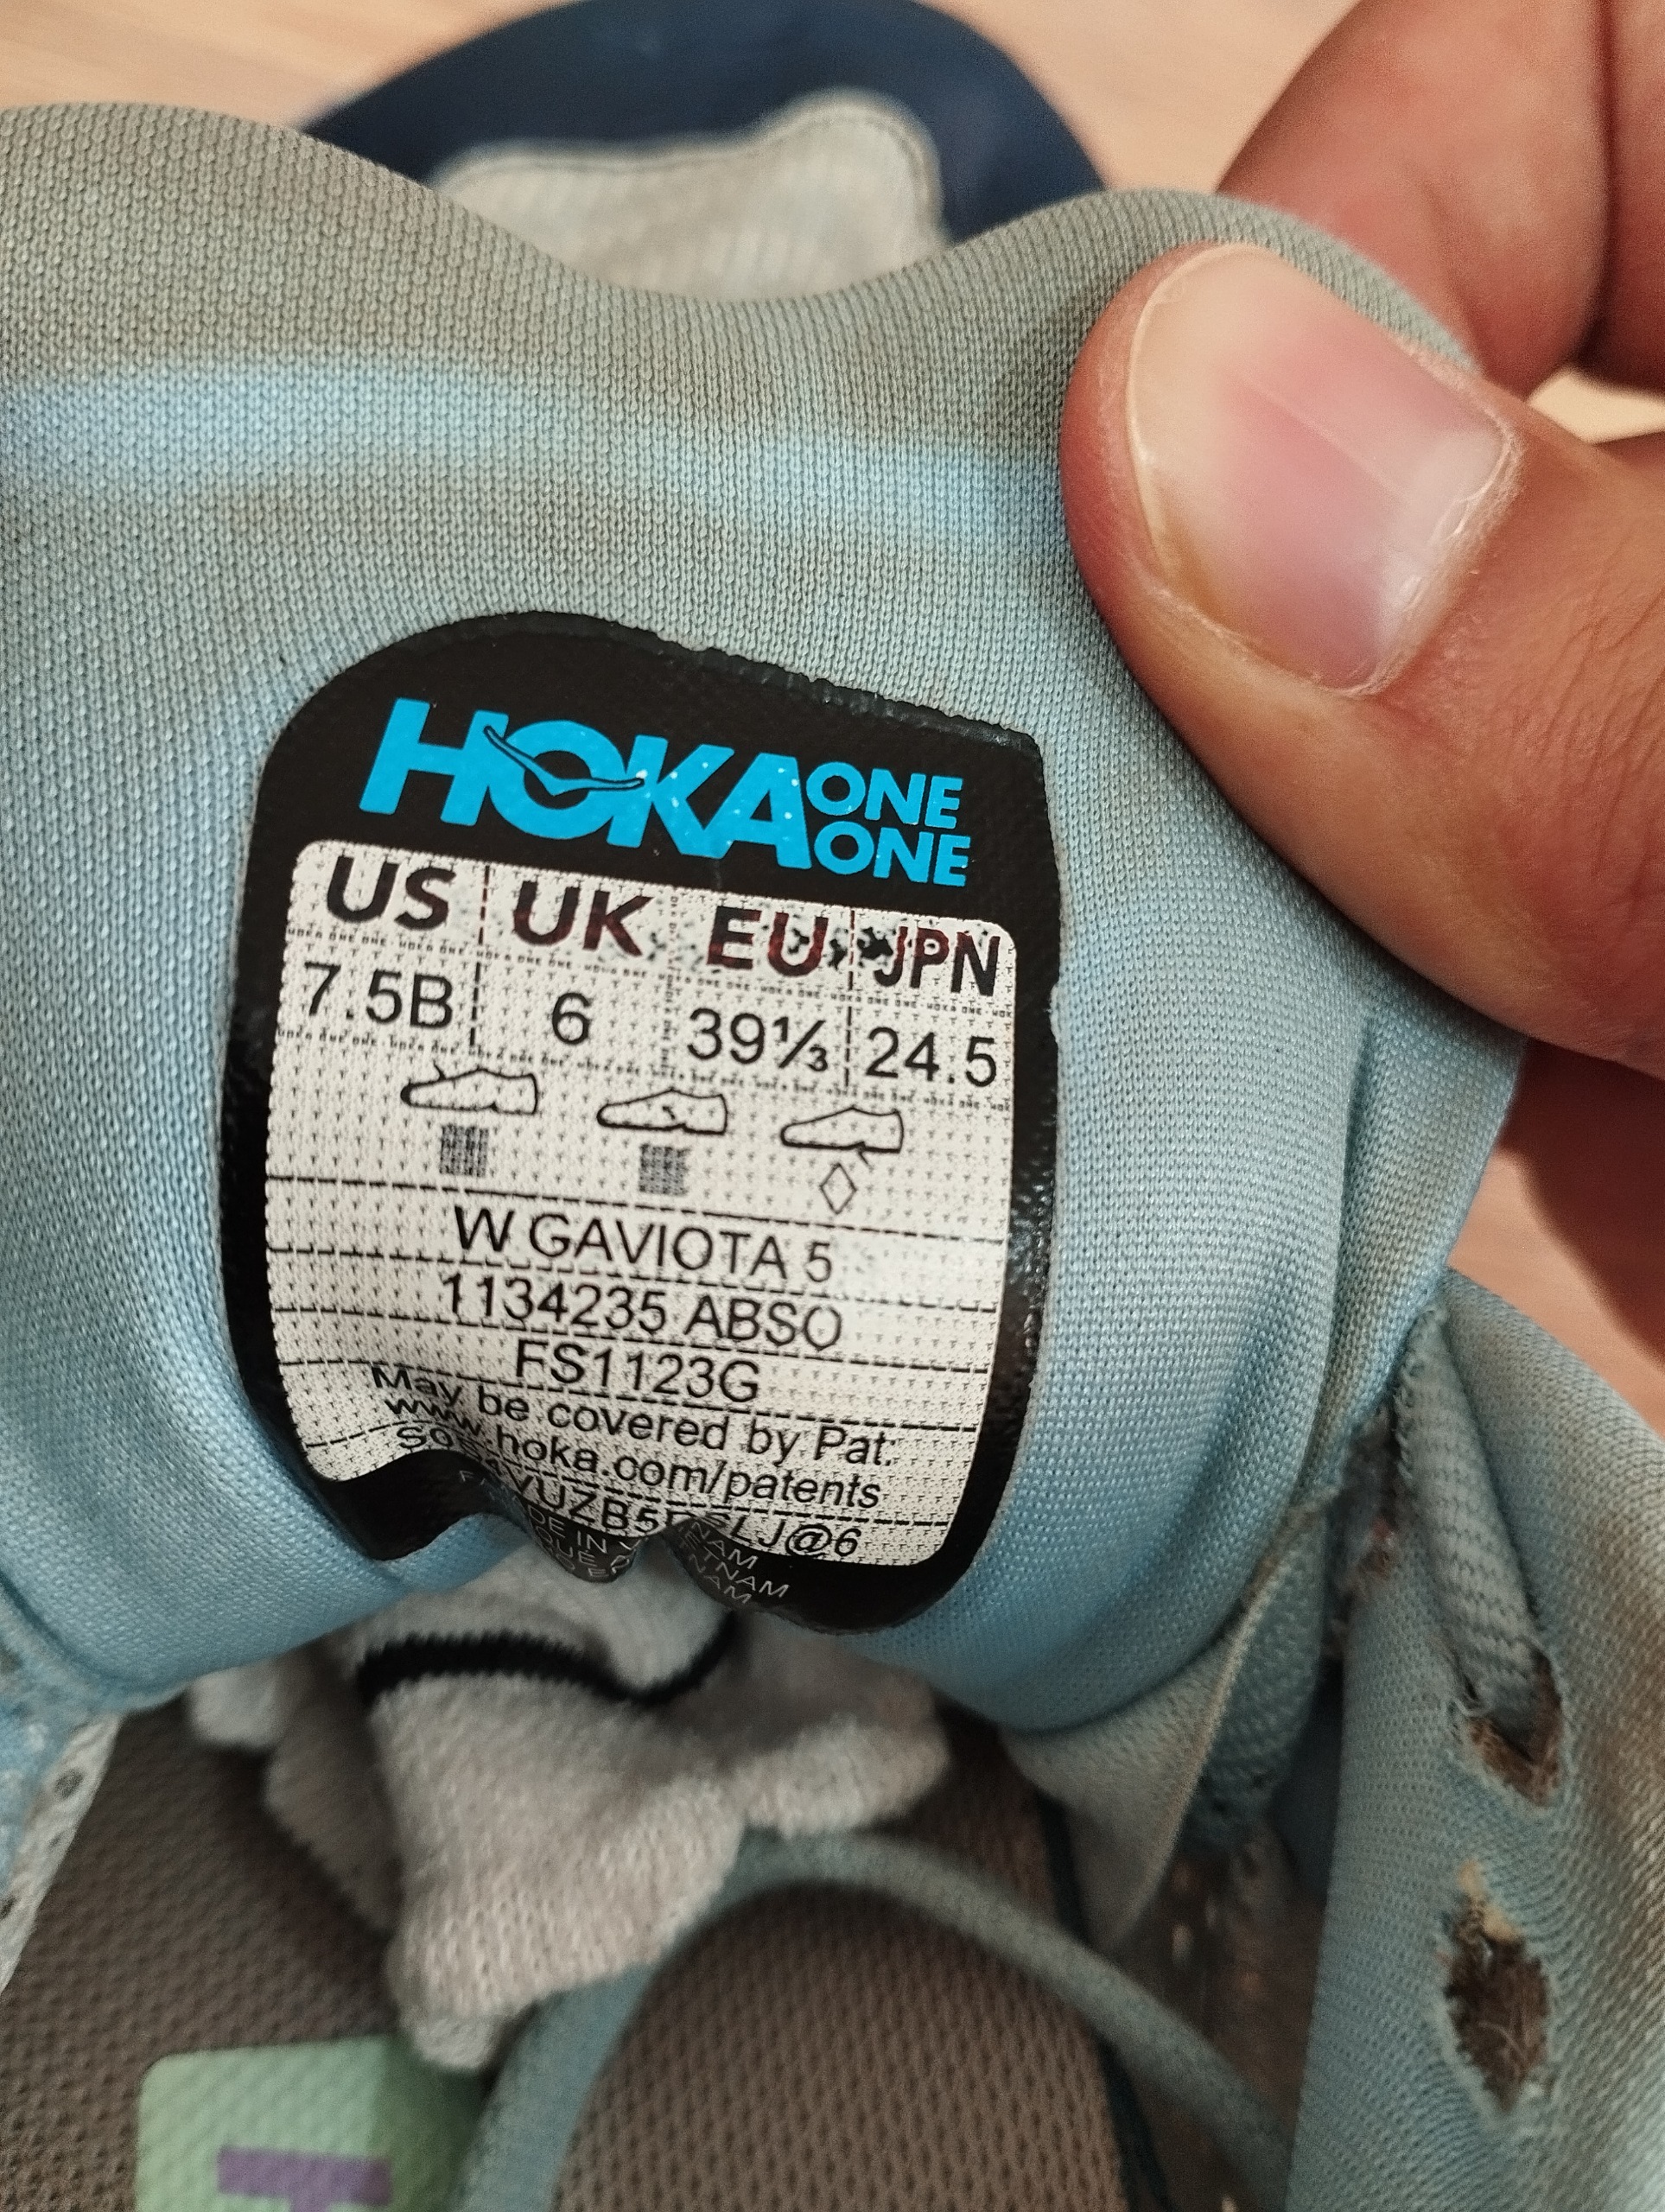 HOKA ONE ONE
US UK EU JPN
7.5B 6 39⅓ 24.5
W GAVIOTA 5
1134235 ABSO
FS1123G
May be covered by Pat:
www.hoka.com/patents